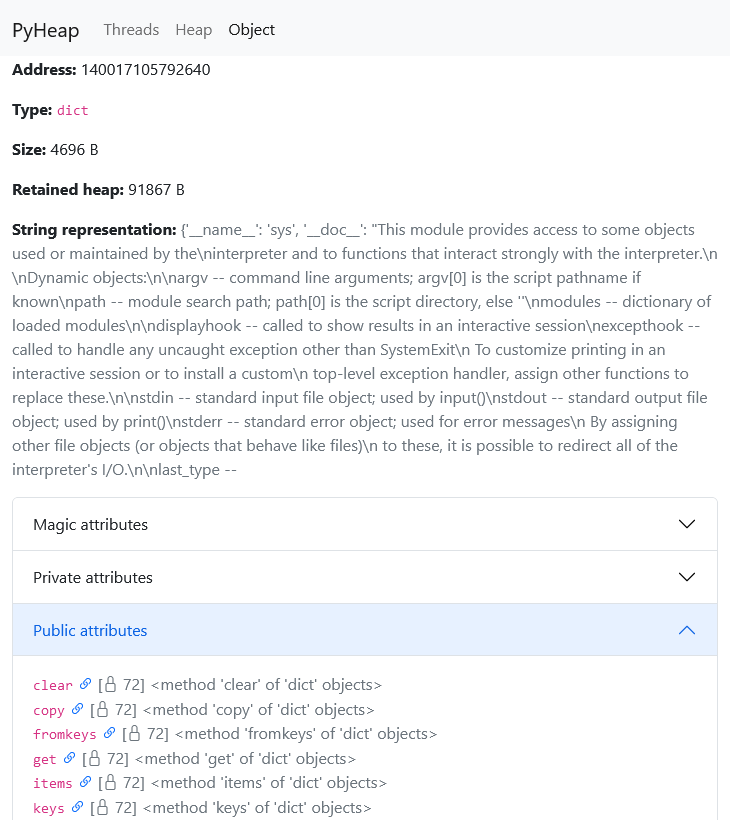 PyHeap Threads Heap Object
Address: 140017105792640
Type: dict
Size: 4696 B
Retained heap: 91867 B
String representation: {'__name__': 'sys', '__doc__': "This module provides access to some objects
used or maintained by the\ninterpreter and to functions that interact strongly with the interpreter.\n
\nDynamic objects:\n\nargv -- command line arguments; argv[0] is the script pathname if
known\npath -- module search path; path[0] is the script directory, else ''\nmodules -- dictionary of
loaded modules\n\ndisplayhook -- called to show results in an interactive session\nexcepthook --
called to handle any uncaught exception other than SystemExit\n To customize printing in an
interactive session or to install a custom\n top-level exception handler, assign other functions to
replace these.\n\nstdin -- standard input file object; used by input()\nstdout -- standard output file
object; used by print()\nstderr -- standard error object; used for error messages\n By assigning
other file objects (or objects that behave like files)\n to these, it is possible to redirect all of the
interpreter's I/O.\n\nlast_type --
Magic attributes
Private attributes
Public attributes
clear [72] <method 'clear' of 'dict' objects>
copy [72] <method 'copy' of 'dict' objects>
fromkeys [72] <method 'fromkeys' of 'dict' objects>
get [72] <method 'get' of 'dict' objects>
items [72] <method 'items' of 'dict' objects>
keys [72] <method 'keys' of 'dict' objects>